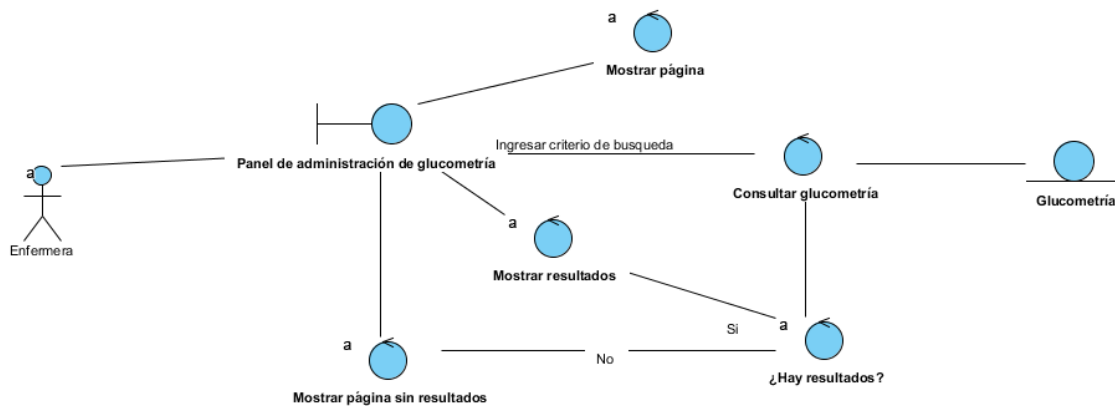 a
Mostrar página
Ingresar criterio de busqueda
Panel de administración de glucometría
a
Enfermera
Consultar glucometría
Glucometría
a
Mostrar resultados
Si
a
a
No
¿Hay resultados?
Mostrar página sin resultados